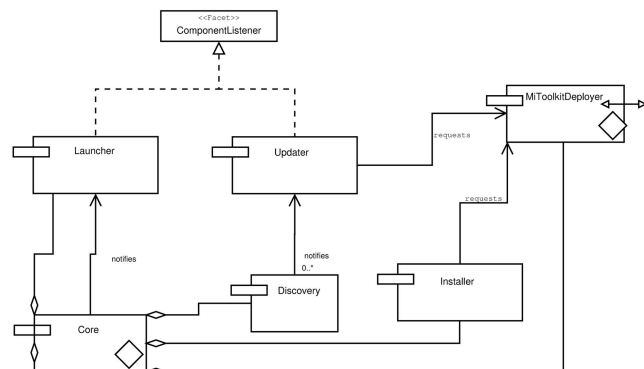 <<Facet>>
ComponentListener
MiToolkitDeployer
Launcher
Updater
requests
requests
notifies
notifies
0..*
Discovery
Installer
Core